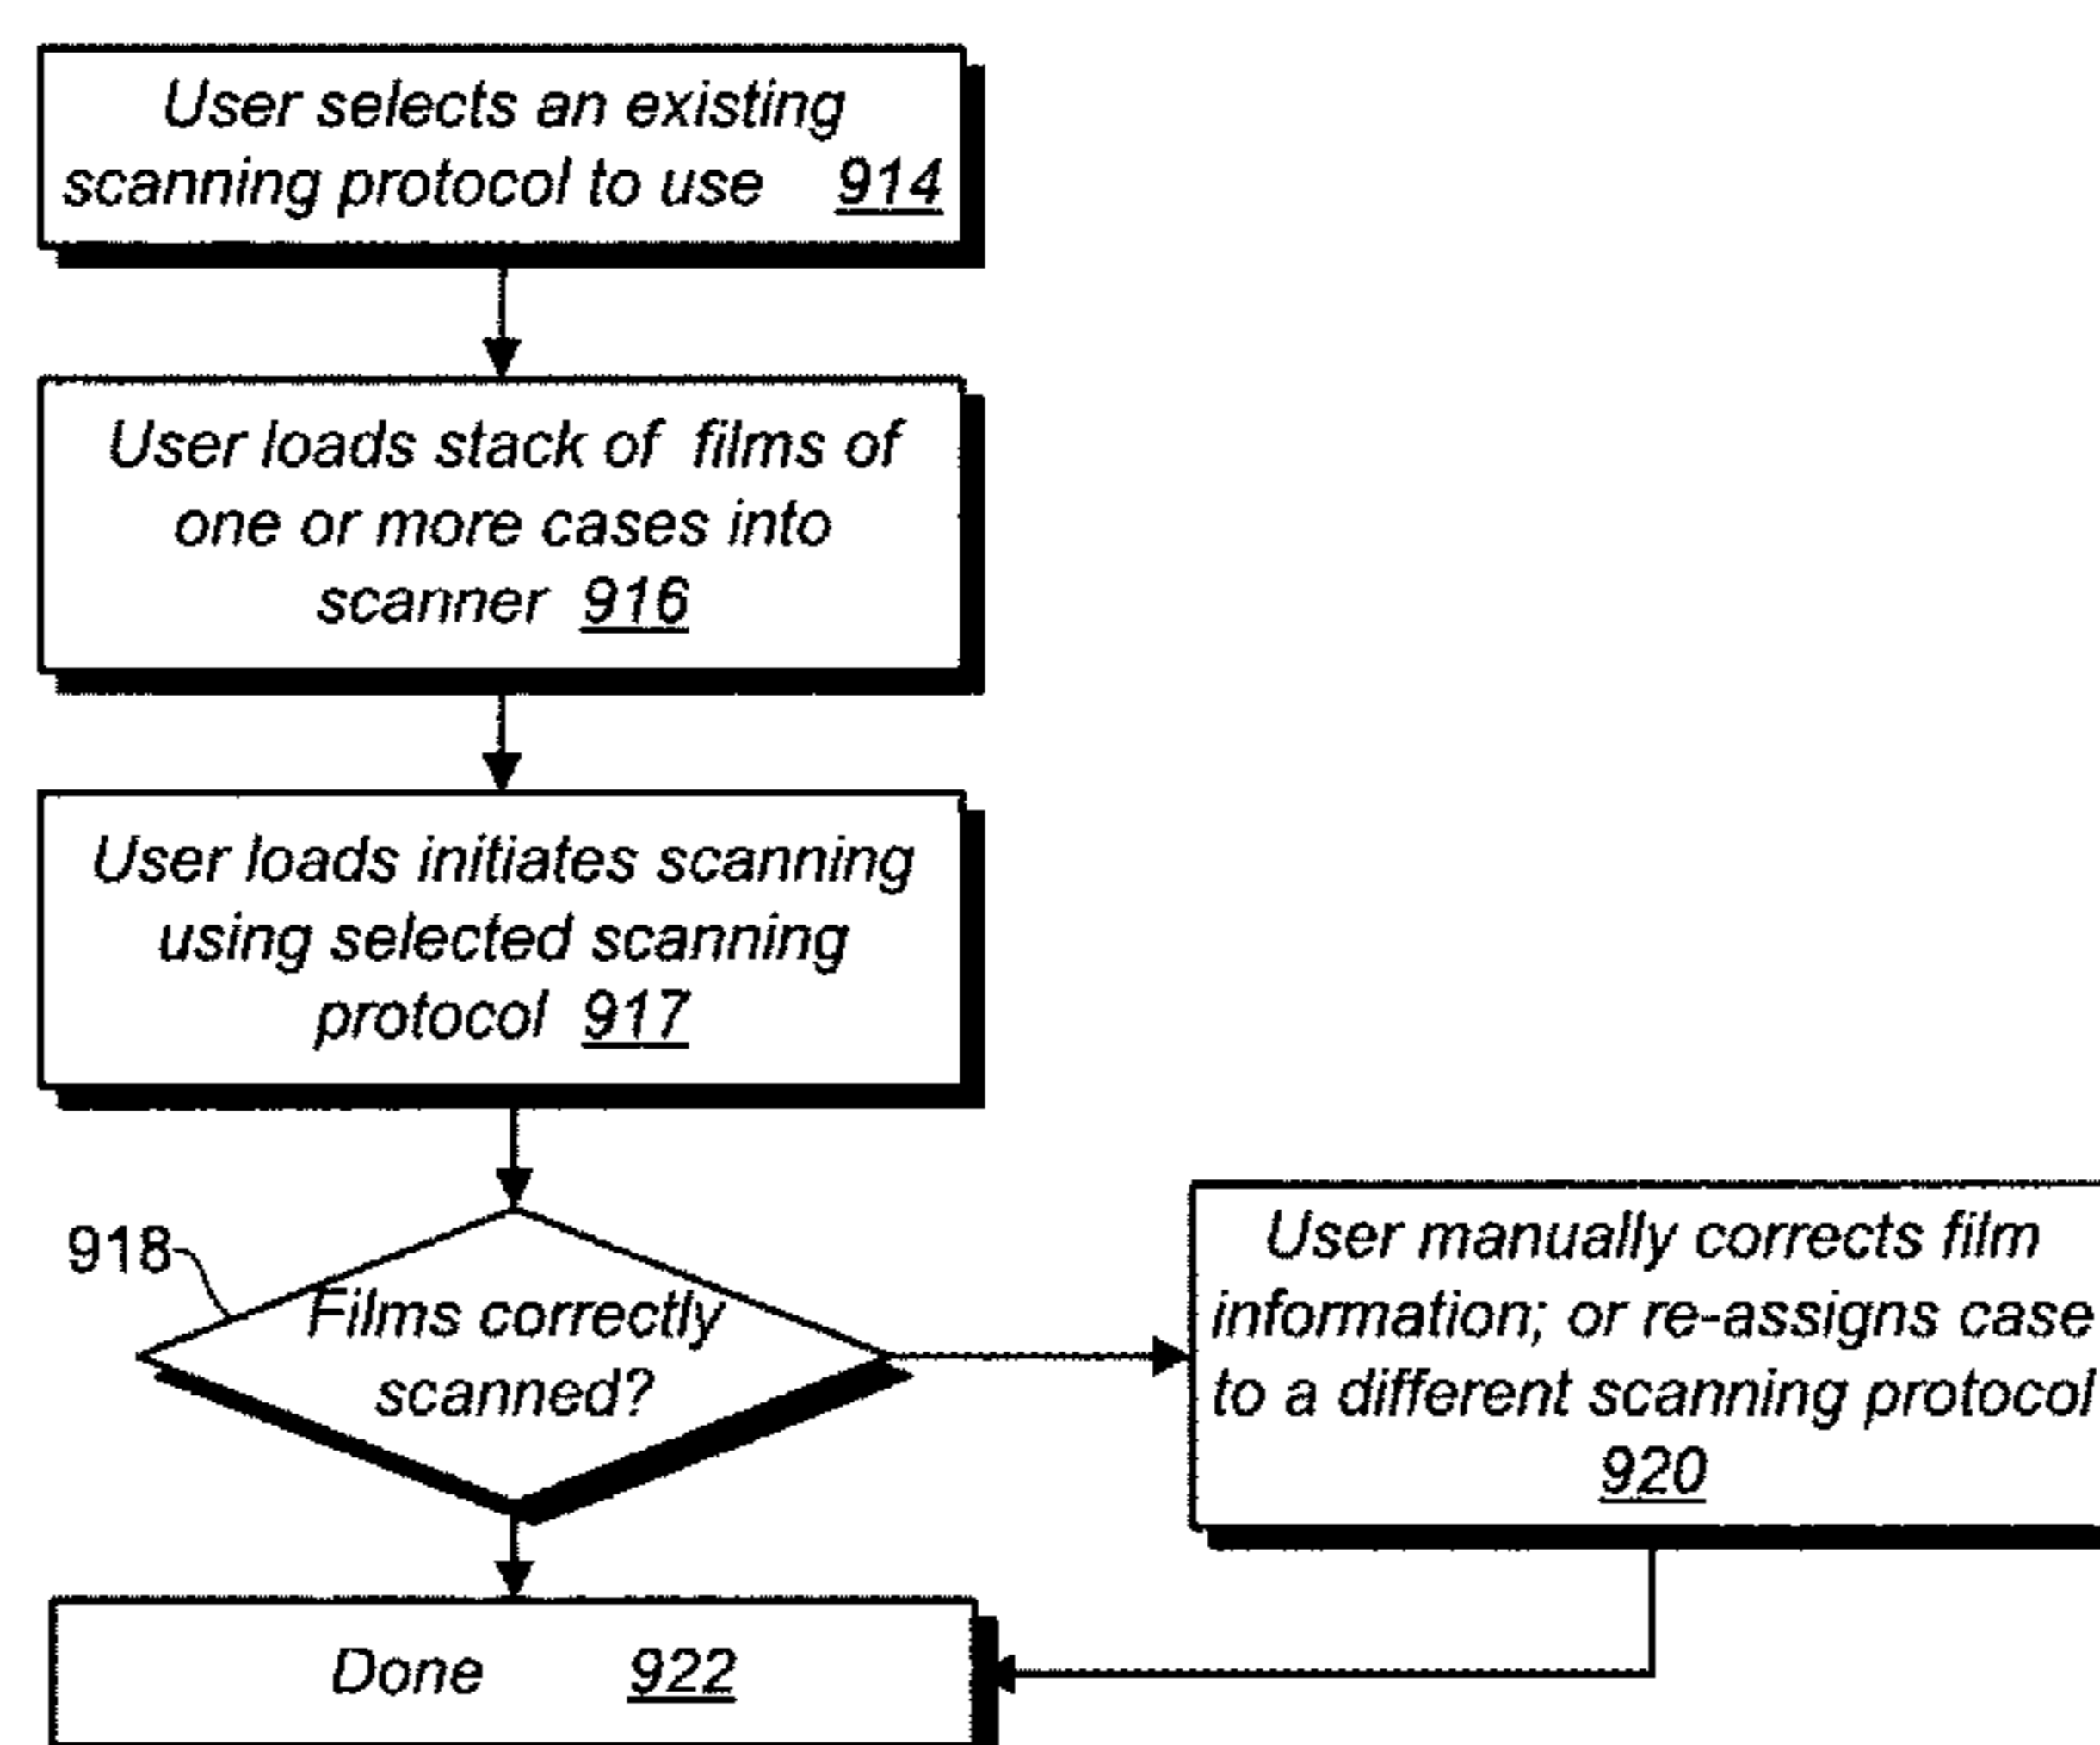 User selects an existing
scanning protocol to use 914
User loads stack of films of
one or more cases into
scanner 916
User loads initiates scanning
using selected scanning
protocol 917
918
Films correctly
scanned?
User manually corrects film
information; or re-assigns case
to a different scanning protocol
920
Done 922